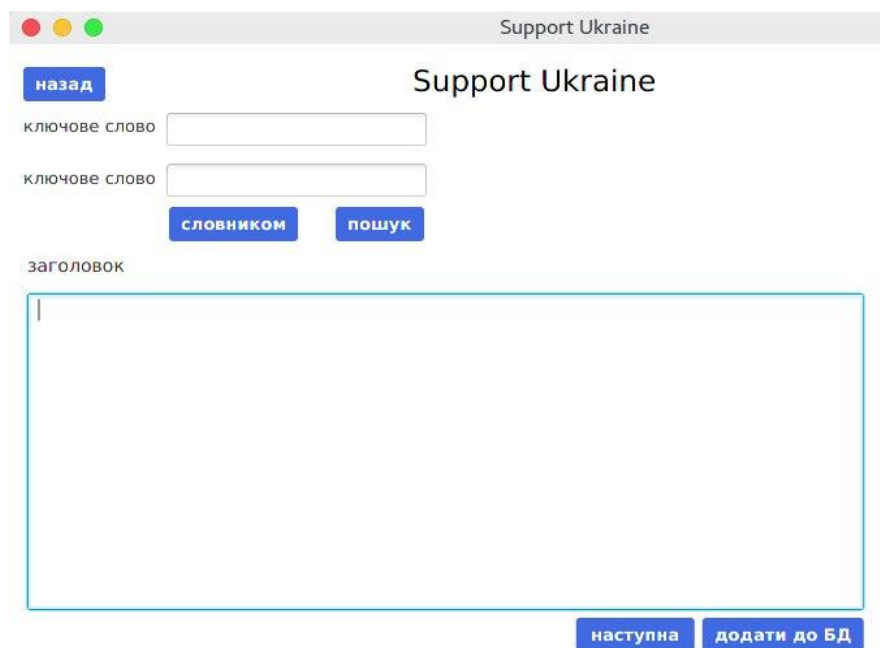 Support Ukraine
назад
Support Ukraine
ключове слово
ключове слово
словником
пошук
заголовок
наступна
додати до БД